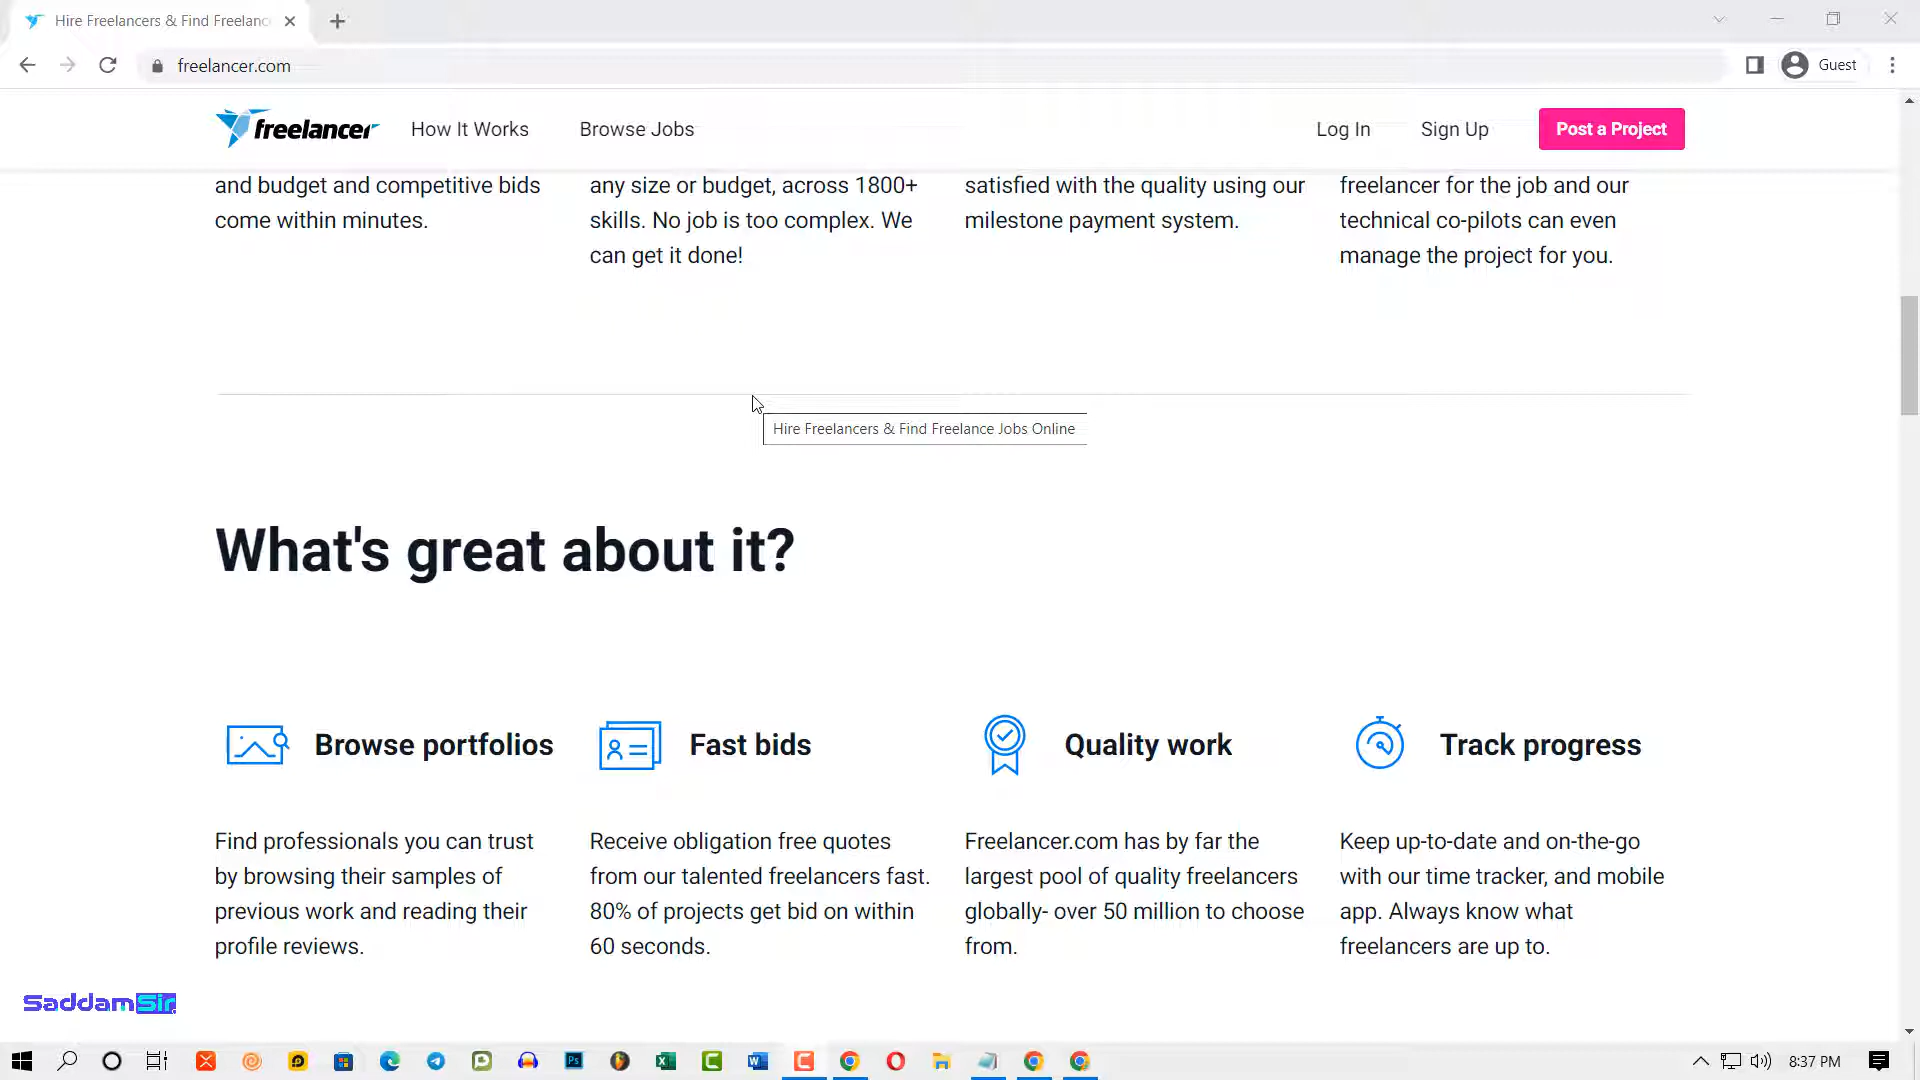 Hire Freelancers & Find Freelanc
freelancer.com
Guest
freelancer
How It Works
Browse Jobs
Log In
Sign Up
Post a Project
and budget and competitive bids
come within minutes.
any size or budget, across 1800+
skills. No job is too complex. We
can get it done!
satisfied with the quality using our
milestone payment system.
freelancer for the job and our
technical co-pilots can even
manage the project for you.
Hire Freelancers & Find Freelance Jobs Online
What's great about it?
Browse portfolios
Find professionals you can trust
by browsing their samples of
previous work and reading their
profile reviews.
Fast bids
Receive obligation free quotes
from our talented freelancers fast.
80% of projects get bid on within
60 seconds.
Quality work
Freelancer.com has by far the
largest pool of quality freelancers
globally- over 50 million to choose
from.
Track progress
Keep up-to-date and on-the-go
with our time tracker, and mobile
app. Always know what
freelancers are up to.
SaddamSir
8:37 PM